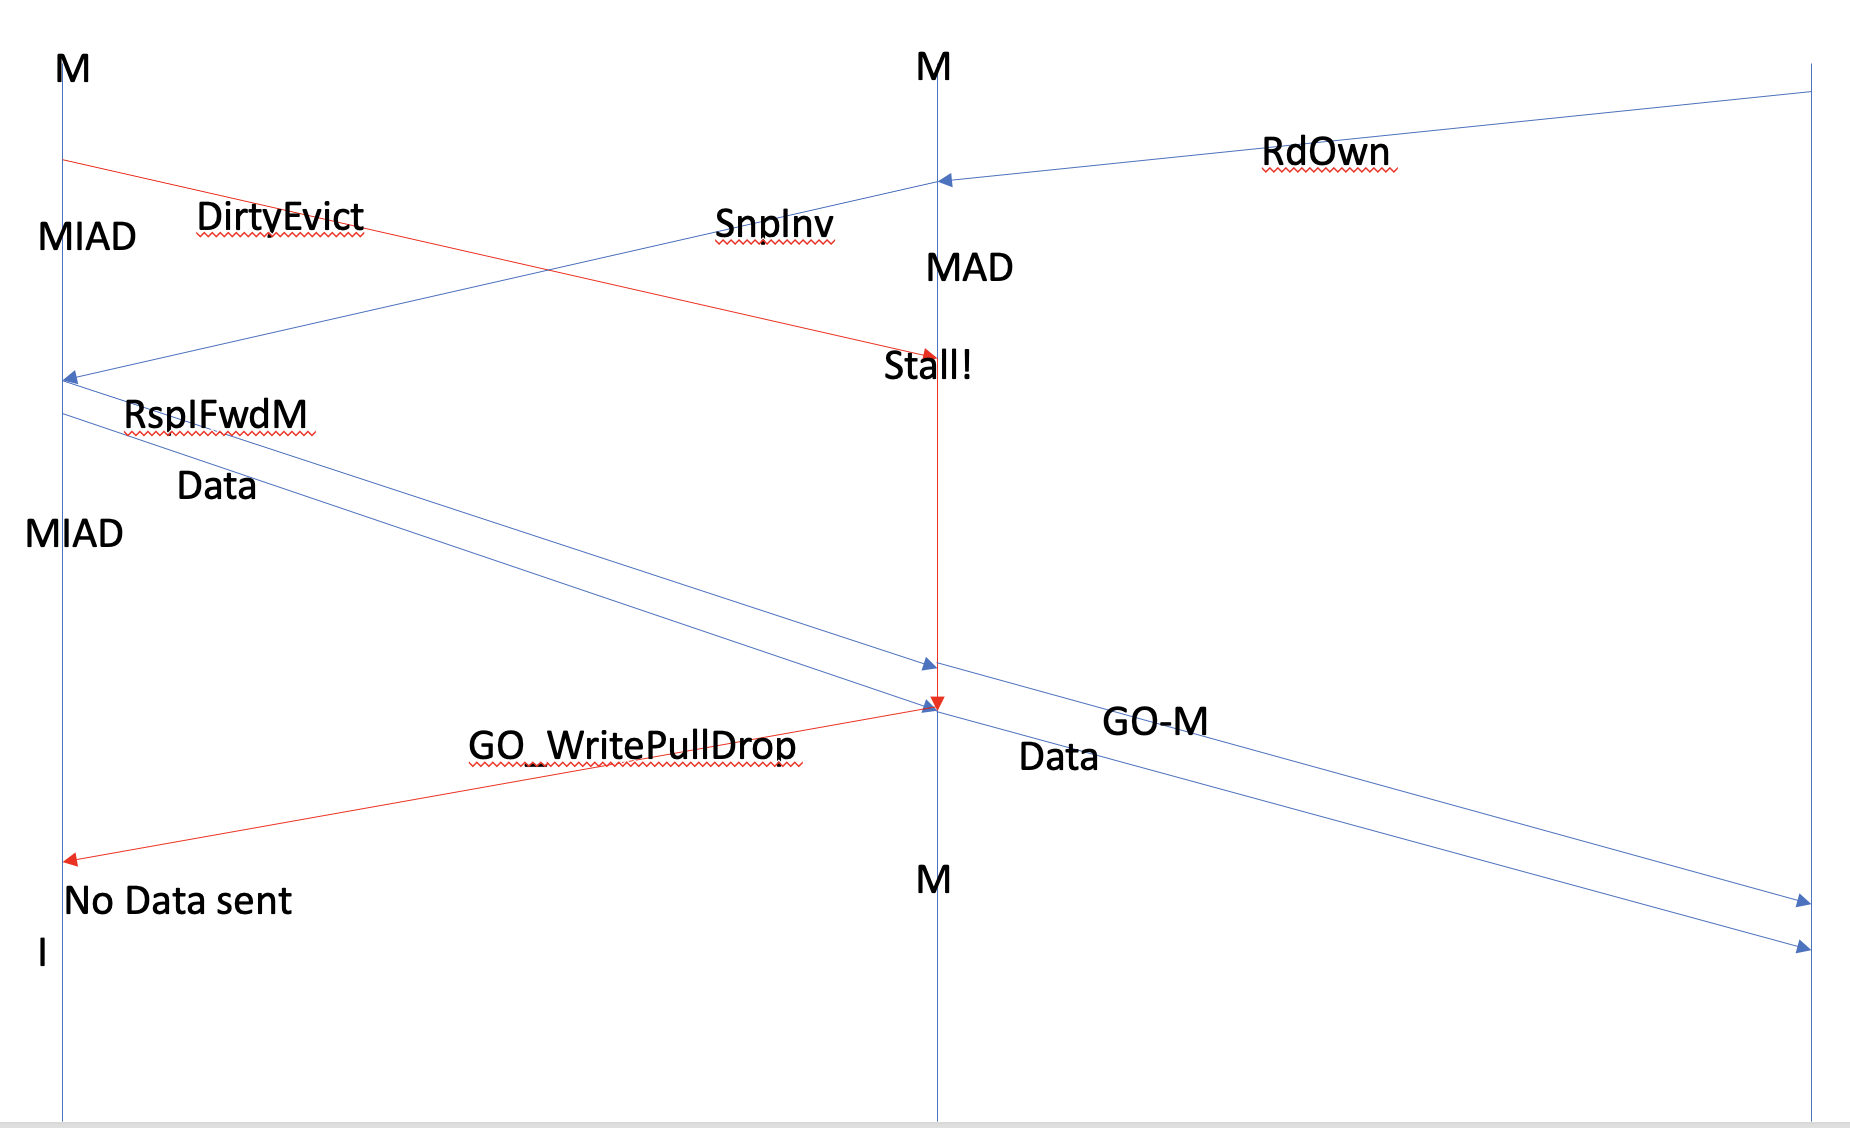 M
M
RdOwn
DirtyEvict
SnpInv
MIAD
MAD
Stall!
RspIFwdM
Data
MIAD
GO-M
GO_WritePullDrop
Data
M
No Data sent
I